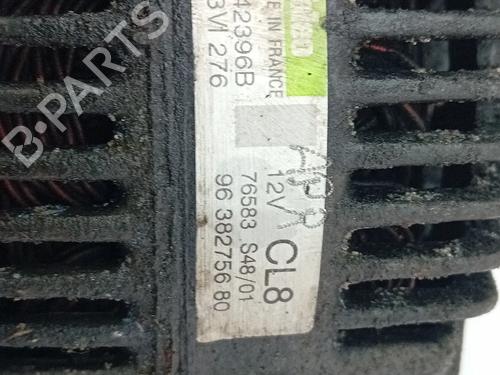 42396B
3VI 276
E IN FRANCE
12V
CL8
76583 S48/01
96 382756 80
B-PARTS